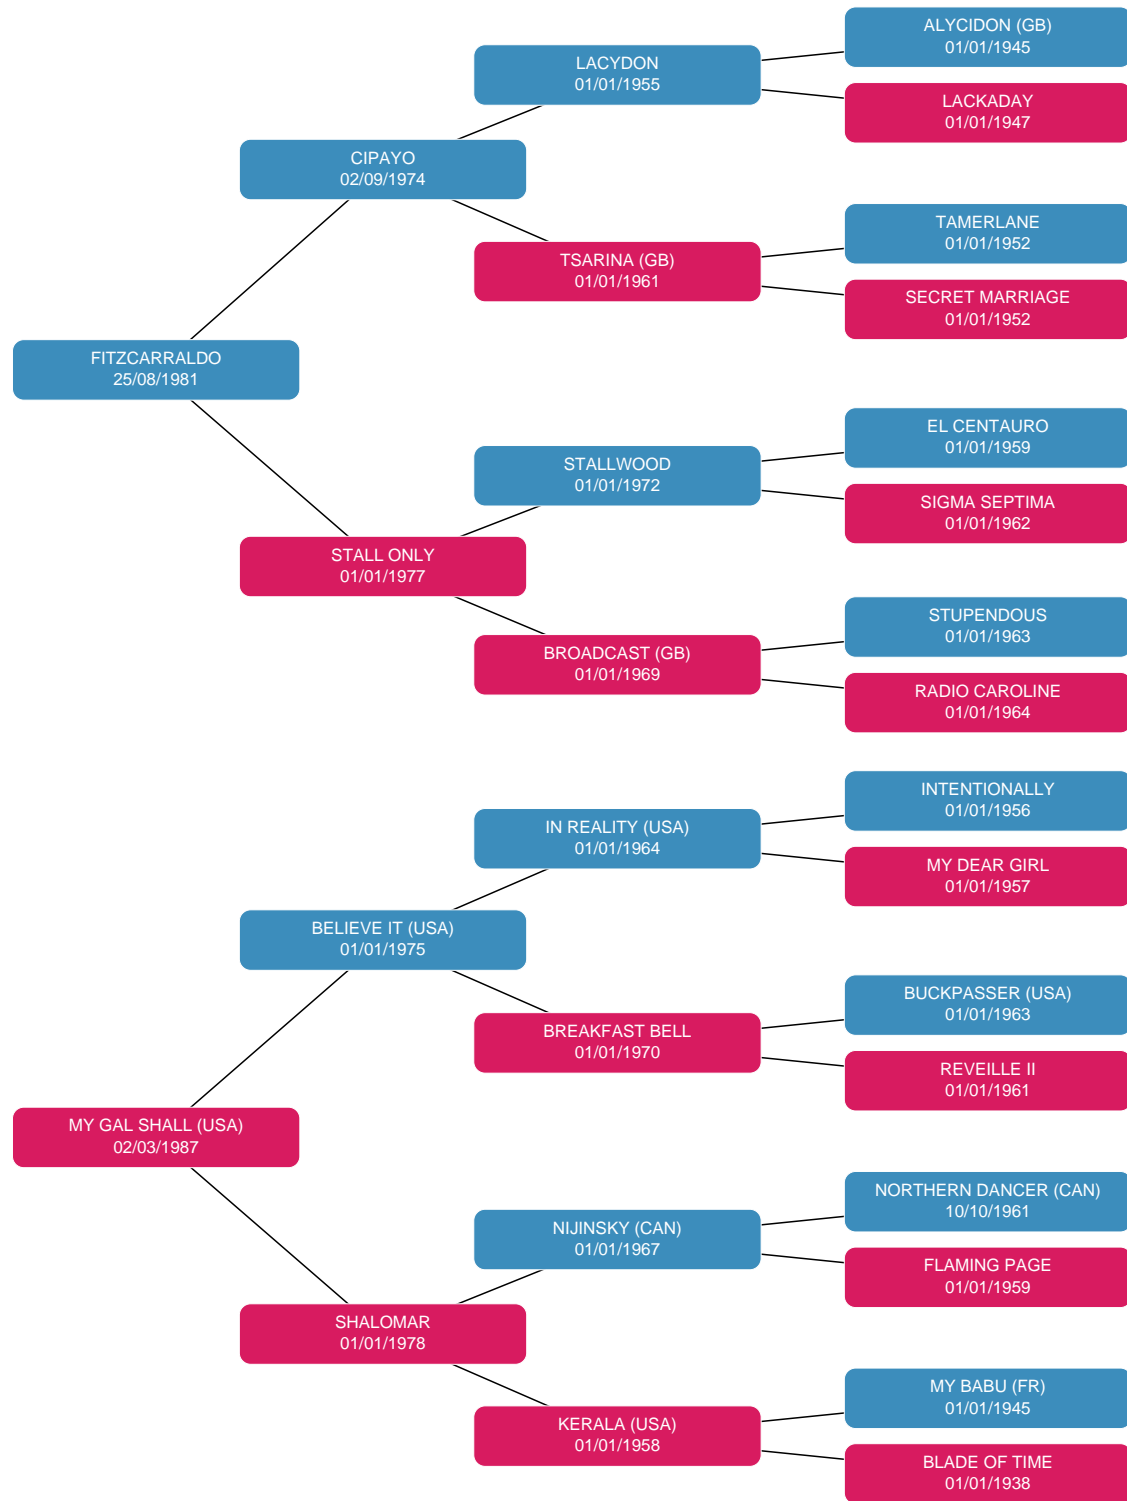 ALYCIDON (GB)
01/01/1945
LACYDON
01/01/1955
LACKADAY
01/01/1947
CIPAYO
02/09/1974
TAMERLANE
01/01/1952
TSARINA (GB)
01/01/1961
SECRET MARRIAGE
01/01/1952
FITZCARRALDO
25/08/1981
EL CENTAURO
01/01/1959
STALLWOOD
01/01/1972
SIGMA SEPTIMA
01/01/1962
STALL ONLY
01/01/1977
STUPENDOUS
01/01/1963
BROADCAST (GB)
01/01/1969
RADIO CAROLINE
01/01/1964
INTENTIONALLY
01/01/1956
IN REALITY (USA)
01/01/1964
MY DEAR GIRL
01/01/1957
BELIEVE IT (USA)
01/01/1975
BUCKPASSER (USA)
01/01/1963
BREAKFAST BELL
01/01/1970
REVEILLE II
01/01/1961
MY GAL SHALL (USA)
02/03/1987
NORTHERN DANCER (CAN)
10/10/1961
NIJINSKY (CAN)
01/01/1967
FLAMING PAGE
01/01/1959
SHALOMAR
01/01/1978
MY BABU (FR)
01/01/1945
KERALA (USA)
01/01/1958
BLADE OF TIME
01/01/1938